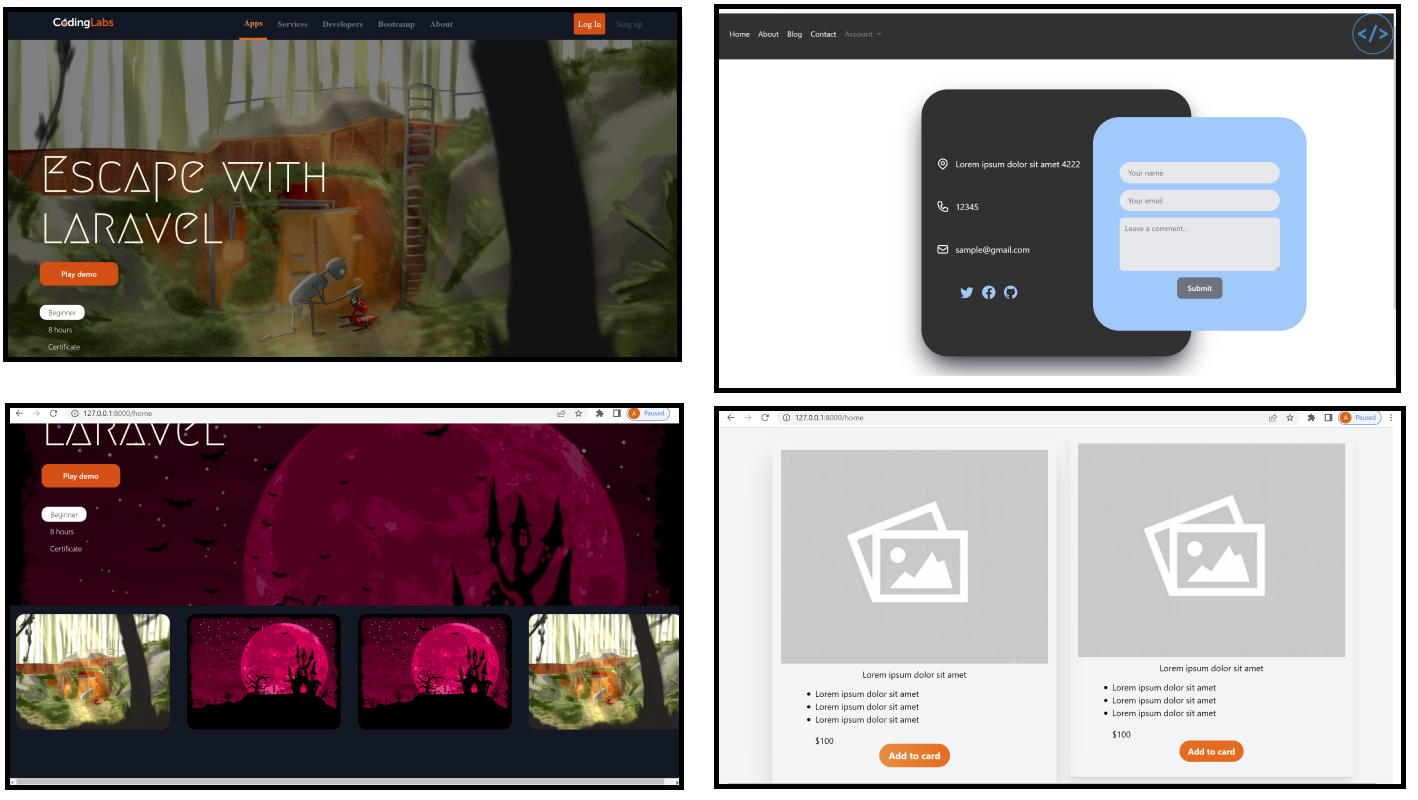 CodingLabs Apps Services Developers Bootcamp About Log In Sing up
Escape with
laravel
Play demo
Beginner
8 hours
Certificate
Home About Blog Contact Account
</>
Lorem ipsum dolor sit amet 4222
12345
sample@gmail.com
Your name
Your email
Leave a comment...
Submit
127.0.0.1:8000/home A Paused
laravel
Play demo
Beginner
8 hours
Certificate
127.0.0.1:8000/home A Paused
Lorem ipsum dolor sit amet
Lorem ipsum dolor sit amet
Lorem ipsum dolor sit amet
Lorem ipsum dolor sit amet
$100
Add to card
Lorem ipsum dolor sit amet
Lorem ipsum dolor sit amet
Lorem ipsum dolor sit amet
Lorem ipsum dolor sit amet
$100
Add to card